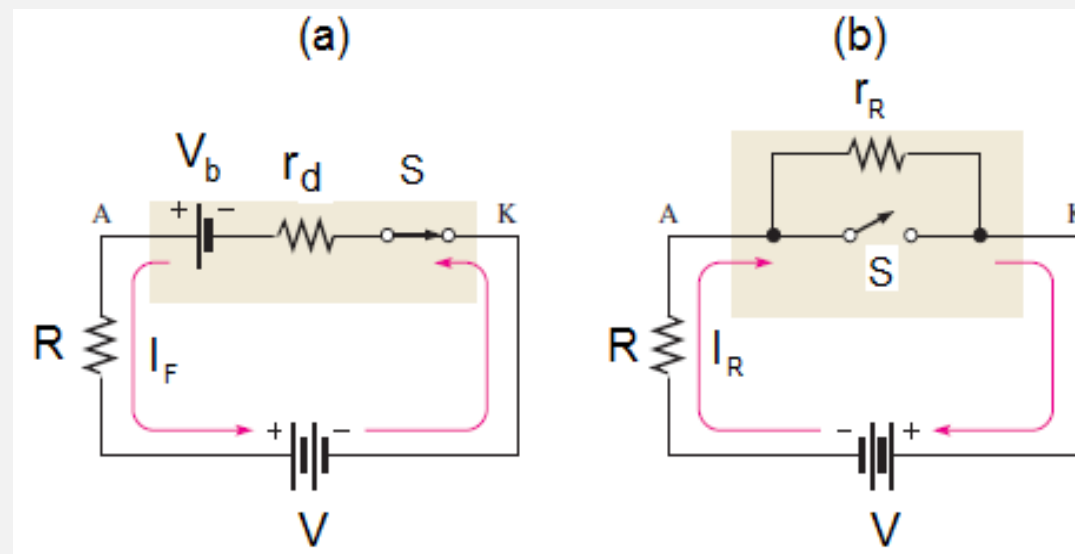 (a)
V_b r_d S
A + − K
R I_F
+ −
V
(b)
r_R
A K
S
R I_R
− +
V